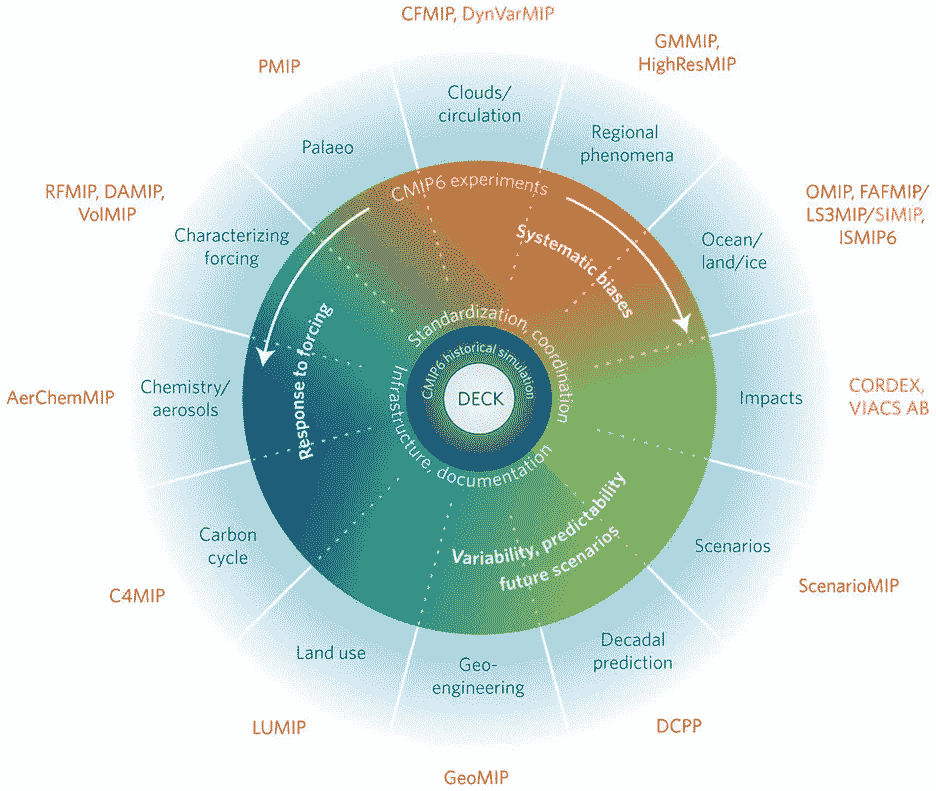 CFMIP, DynVarMIP
GMMIP,
HighResMIP
PMIP
Clouds/
circulation
Regional
phenomena
Palaeo
RFMIP, DAMIP,
VolMIP
CMIP6 experiments
OMIP, FAFMIP/
LS3MIP/SIMIP,
ISMIP6
Characterizing
forcing
Systematic biases
Ocean/
land/ice
Response to forcing
Standardization, coordination
Infrastructure, documentation
CMIP6 historical simulation
DECK
AerChemMIP
Chemistry/
aerosols
Impacts
CORDEX,
VIACS AB
Variability, predictability
future scenarios
Carbon
cycle
Scenarios
C4MIP
ScenarioMIP
Land use
Geo-
engineering
Decadal
prediction
LUMIP
DCPP
GeoMIP